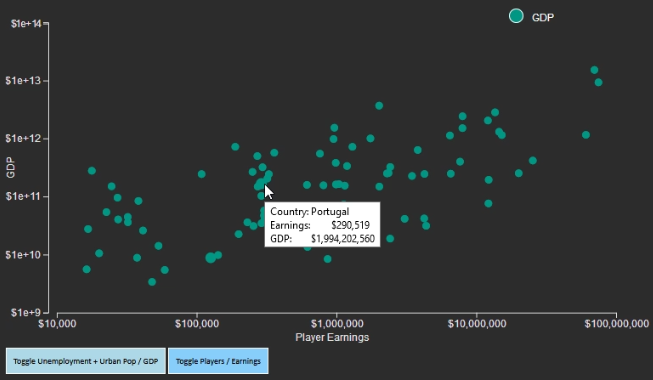 GDP
$1e+14
$1e+13
$1e+12
GDP
$1e+11
Country: Portugal
Earnings: $290,519
GDP: $1,994,202,560
$1e+10
$1e+9
$10,000 $100,000 $1,000,000 $10,000,000 $100,000,000
Player Earnings
Toggle Unemployment + Urban Pop / GDP Toggle Players / Earnings